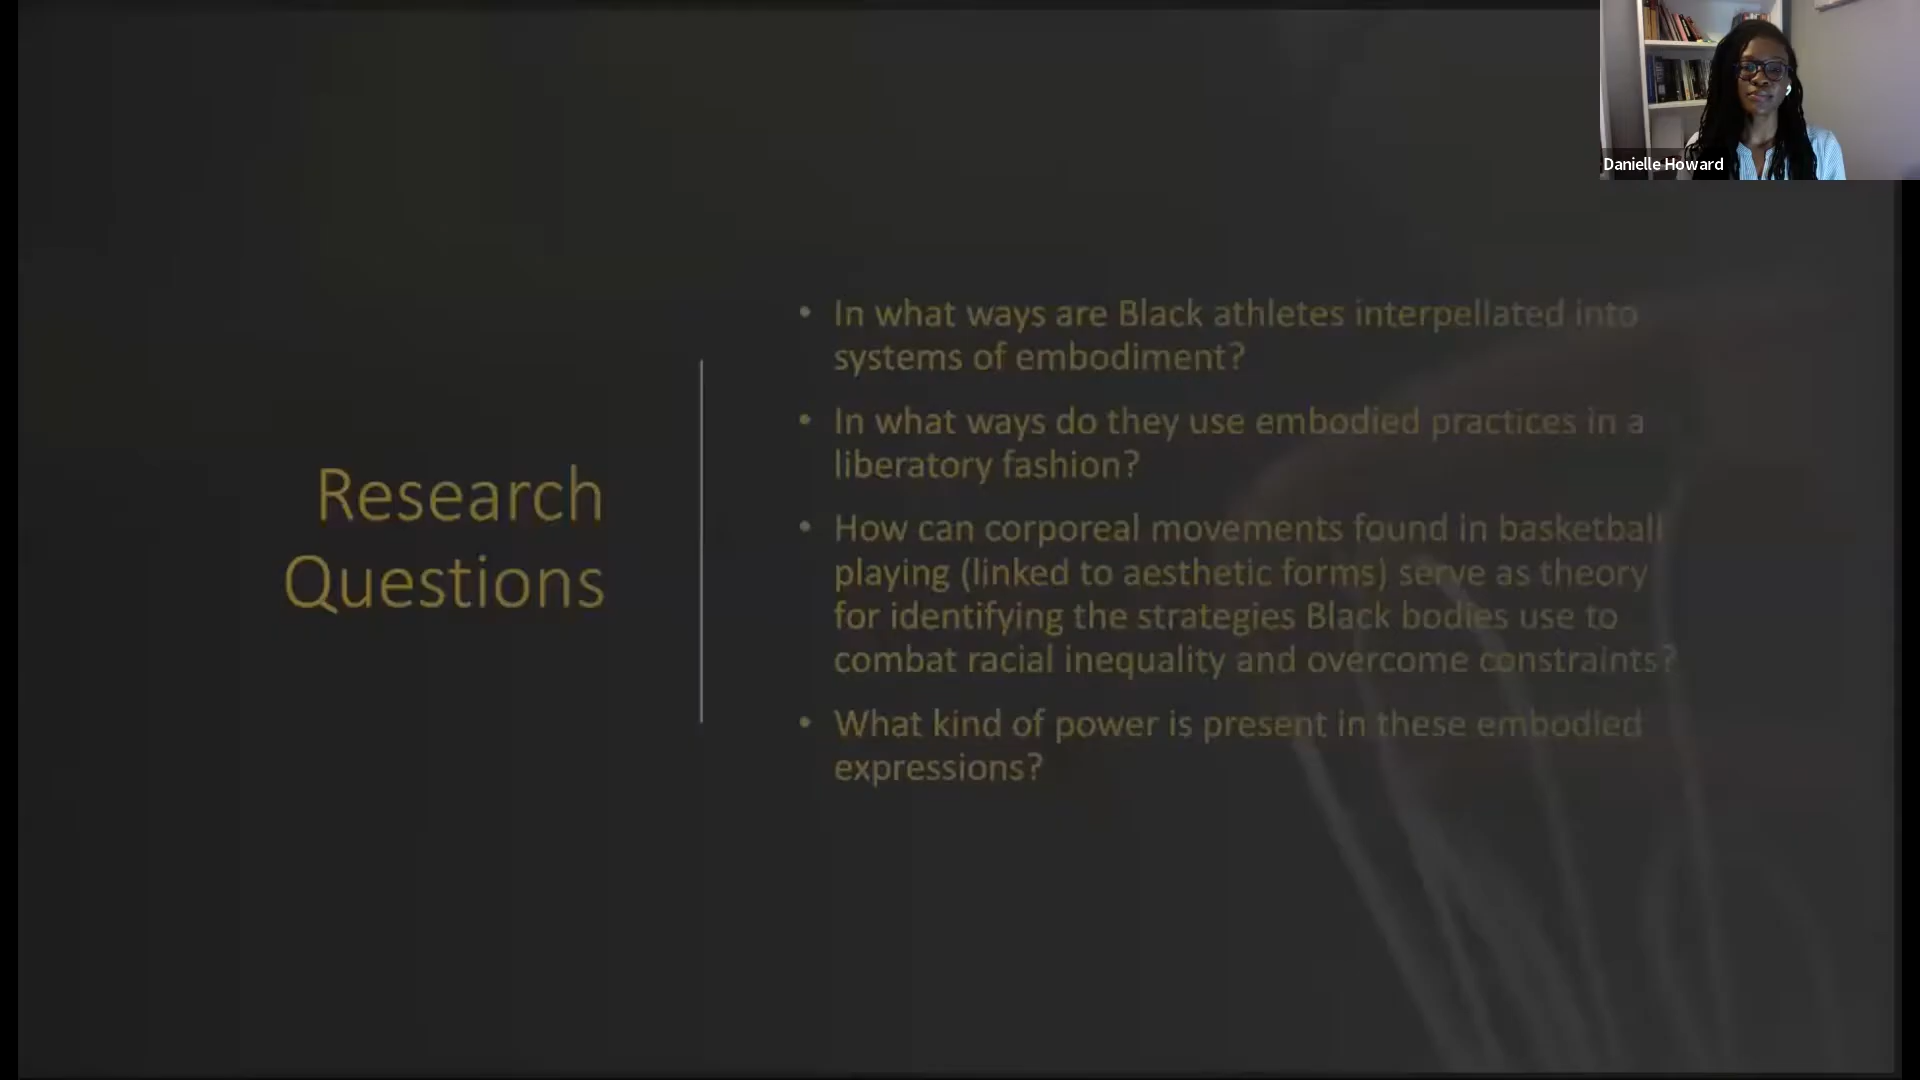 Danielle Howard
Research
Questions
• In what ways are Black athletes interpellated into
systems of embodiment?
• In what ways do they use embodied practices in a
liberatory fashion?
• How can corporeal movements found in basketball
playing (linked to aesthetic forms) serve as theory
for identifying the strategies Black bodies use to
combat racial inequality and overcome constraints?
• What kind of power is present in these embodied
expressions?